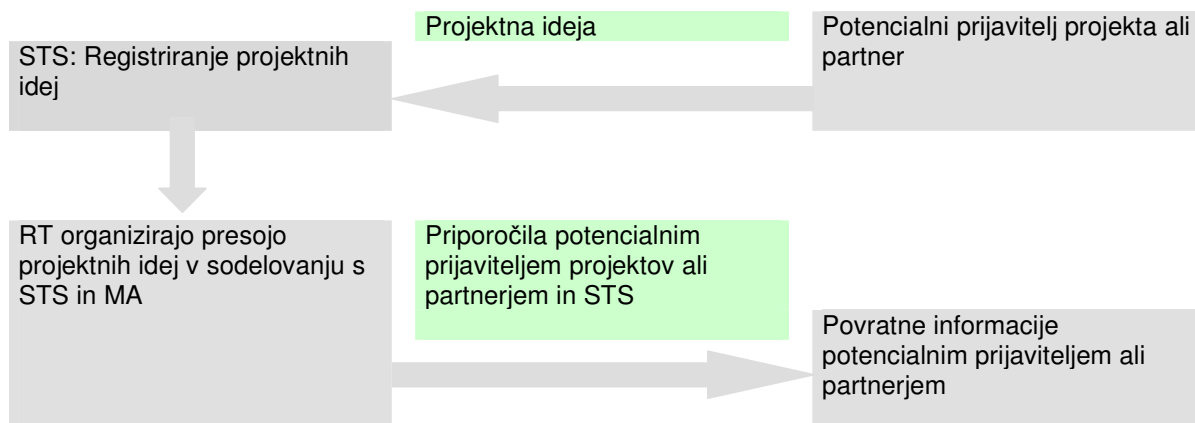 Projektna ideja
Potencialni prijavitelj projekta ali
partner
STS: Registriranje projektnih
idej
RT organizirajo presojo
projektnih idej v sodelovanju s
STS in MA
Priporočila potencialnim
prijaviteljem projektov ali
partnerjem in STS
Povratne informacije
potencialnim prijaviteljem ali
partnerjem